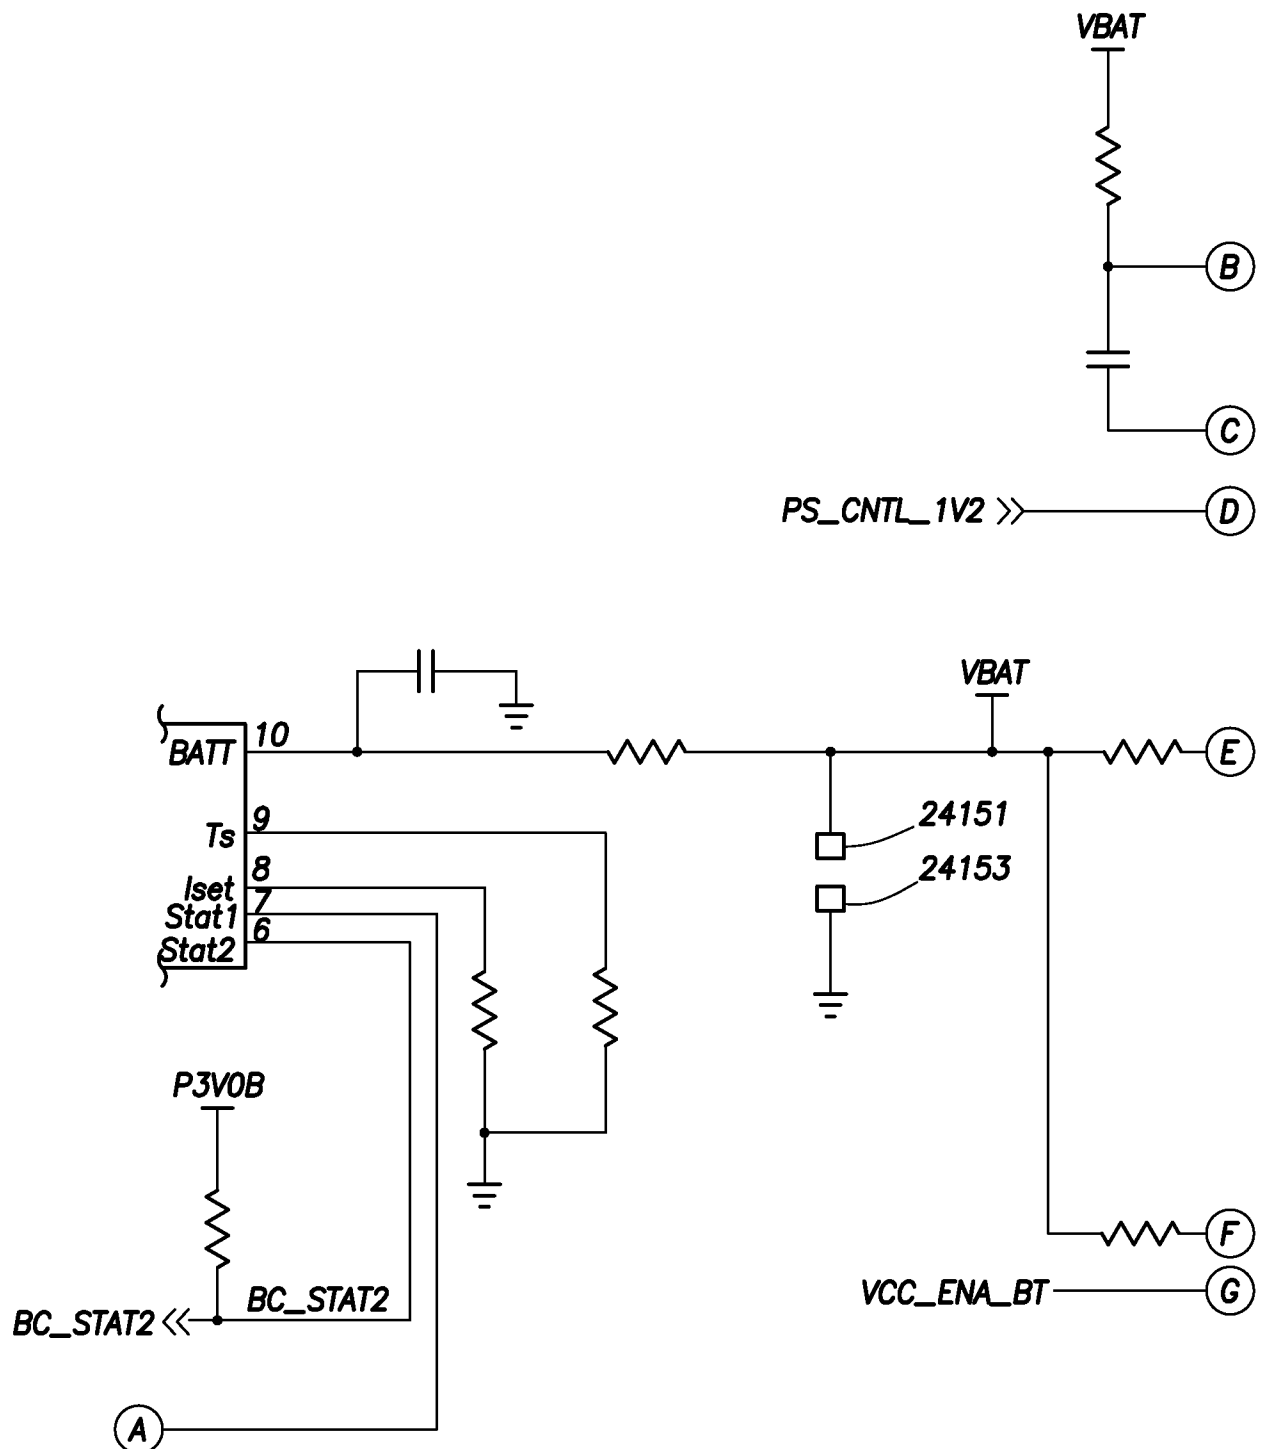 VBAT
B
C
PS_CNTL_1V2
D
VBAT
10
BATT
E
24151
9
Ts
24153
8
Iset
7
Stat1
6
Stat2
P3V0B
F
VCC_ENA_BT
G
BC_STAT2
BC_STAT2
A